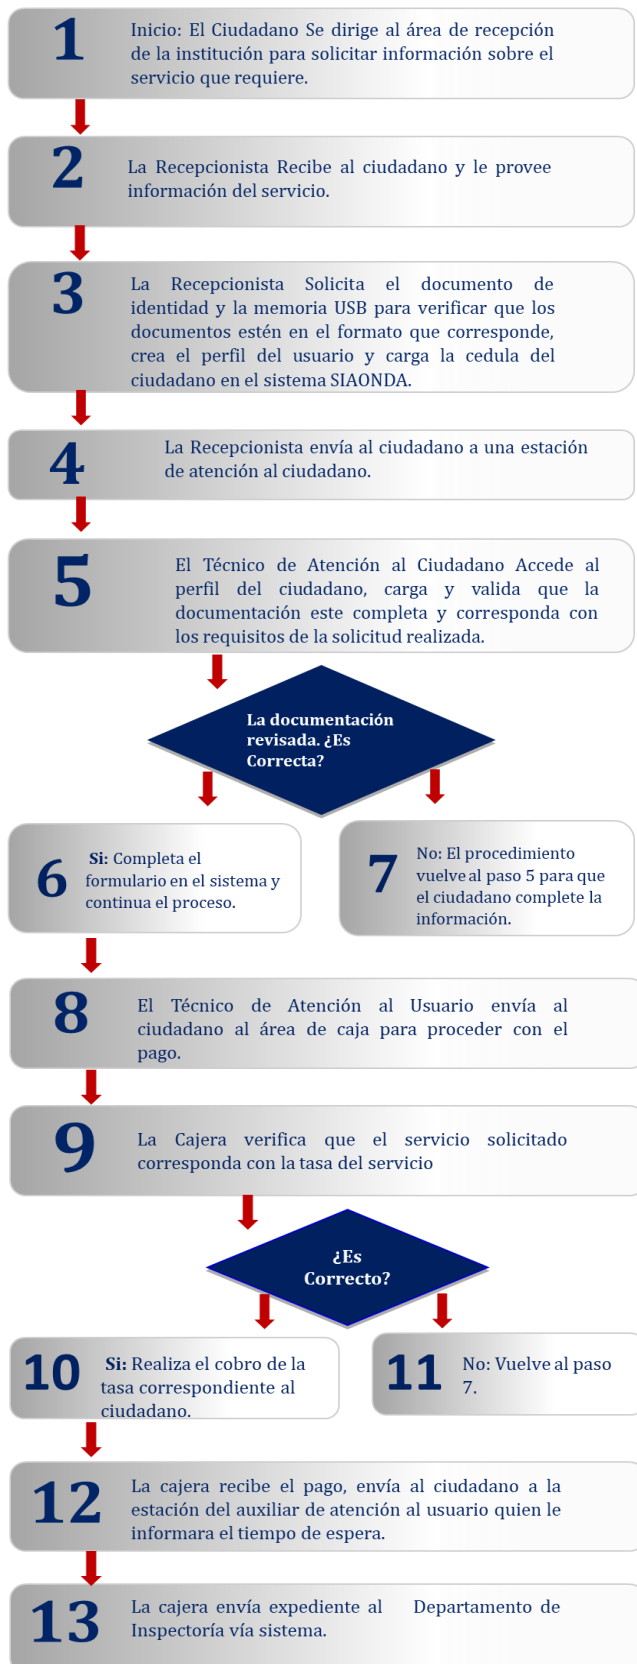 1
Inicio: El Ciudadano Se dirige al área de recepción
de la institución para solicitar información sobre el
servicio que requiere.
2
La Recepcionista Recibe al ciudadano y le provee
información del servicio.
3
La Recepcionista Solicita el documento de
identidad y la memoria USB para verificar que los
documentos estén en el formato que corresponde,
crea el perfil del usuario y carga la cedula del
ciudadano en el sistema SIAONDA.
4
La Recepcionista envía al ciudadano a una estación
de atención al ciudadano.
5
El Técnico de Atención al Ciudadano Accede al
perfil del ciudadano, carga y valida que la
documentación este completa y corresponda con
los requisitos de la solicitud realizada.
La documentación
revisada. ¿Es
Correcta?
6
Si: Completa el
formulario en el sistema y
continua el proceso.
7
No: El procedimiento
vuelve al paso 5 para que
el ciudadano complete la
información.
8
El Técnico de Atención al Usuario envía al
ciudadano al área de caja para proceder con el
pago.
9
La Cajera verifica que el servicio solicitado
corresponda con la tasa del servicio
¿Es
Correcto?
10
Si: Realiza el cobro de la
tasa correspondiente al
ciudadano.
11
No: Vuelve al paso
7.
12
La cajera recibe el pago, envía al ciudadano a la
estación del auxiliar de atención al usuario quien le
informara el tiempo de espera.
13
La cajera envía expediente al Departamento de
Inspectoría vía sistema.